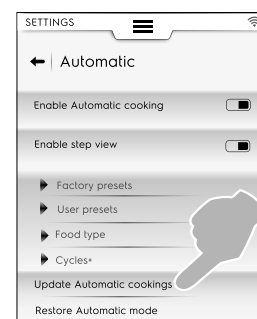 SETTINGS
Automatic
Enable Automatic cooking
Enable step view
Factory presets
User presets
Food type
Cycles+
Update Automatic cookings
Restore Automatic mode